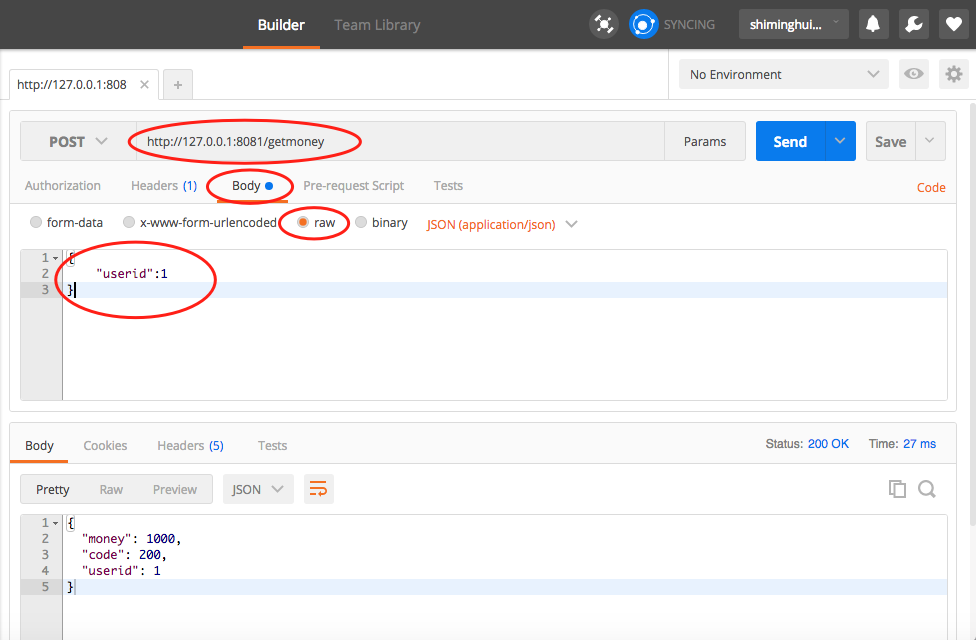 Builder Team Library SYNCING shiminghui...
http://127.0.0.1:808 No Environment
POST http://127.0.0.1:8081/getmoney Params Send Save
Authorization Headers (1) Body Pre-request Script Tests Code
form-data x-www-form-urlencoded raw binary JSON (application/json)
1 {
2 "userid":1
3 }
Body Cookies Headers (5) Tests Status: 200 OK Time: 27 ms
Pretty Raw Preview JSON
1 {
2 "money": 1000,
3 "code": 200,
4 "userid": 1
5 }